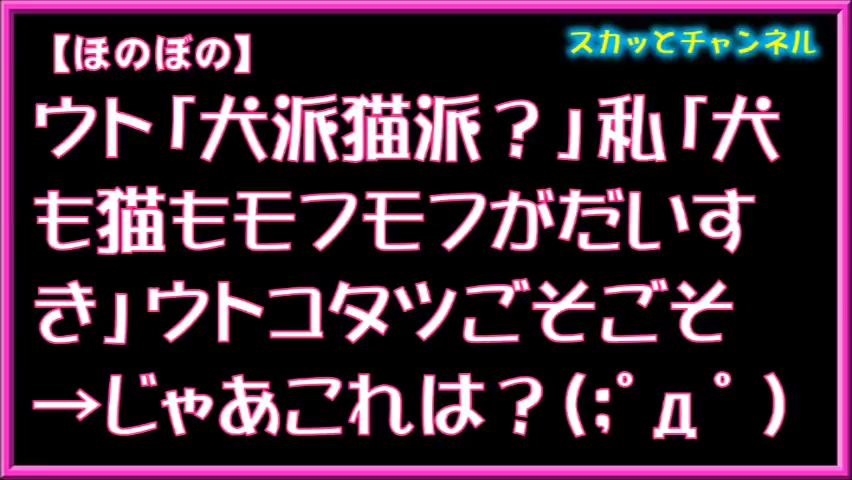 【ほのぼの】
スカッとチャンネル
ウト「犬派猫派？」私「犬
も猫もモフモフがだいす
き」ウトコタツごそごそ
→じゃあこれは？(;ﾟдﾟ)